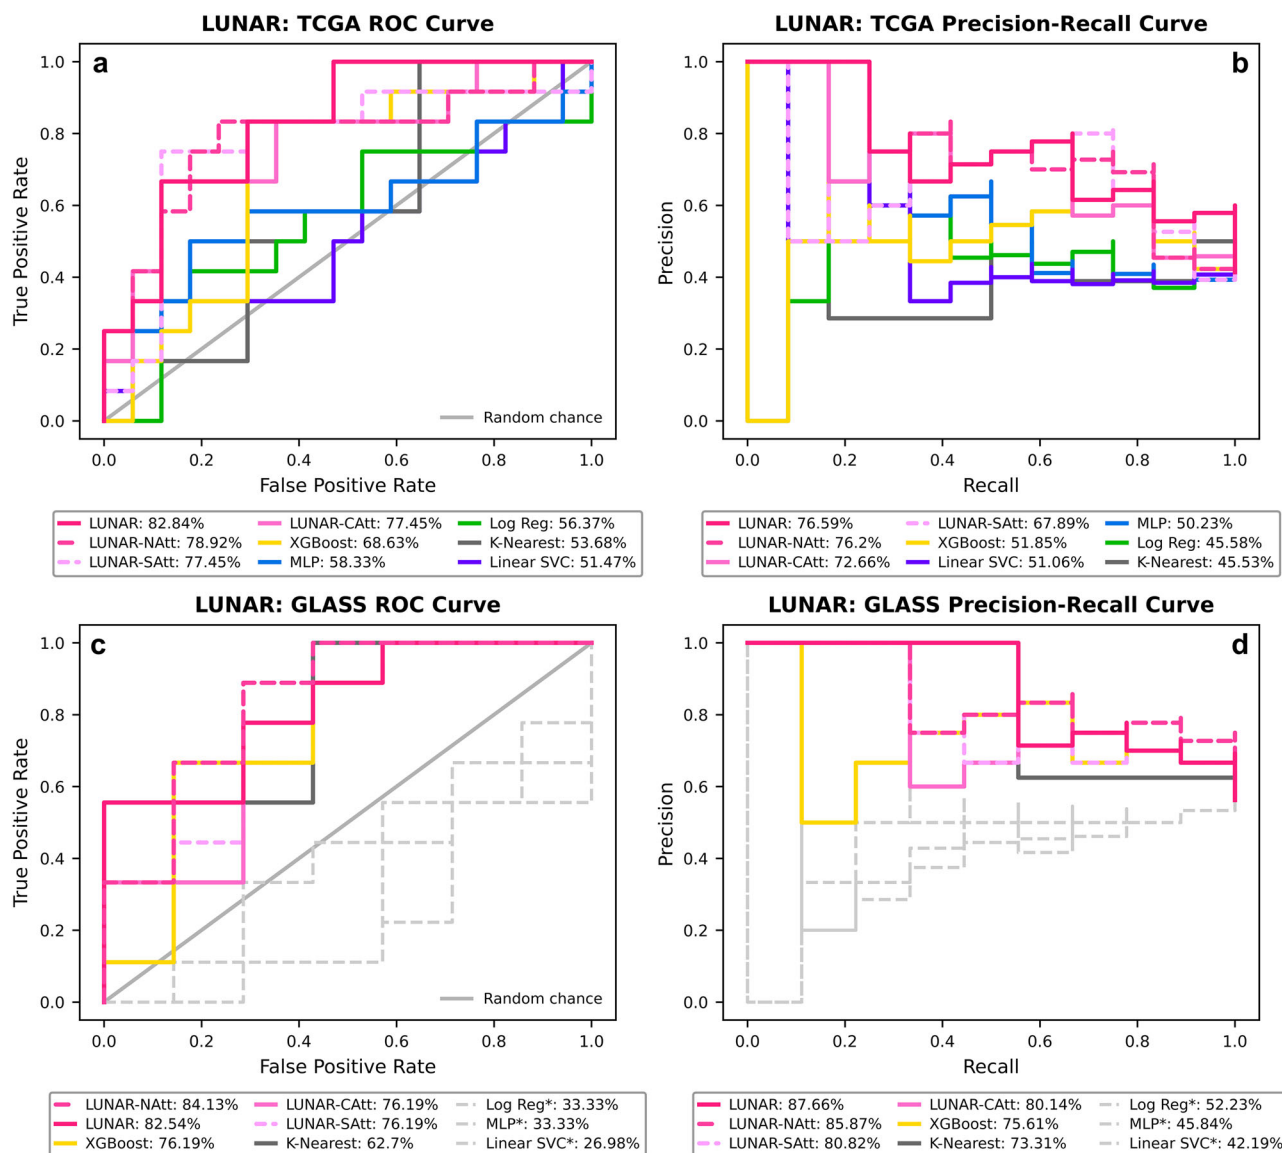 LUNAR: TCGA ROC Curve
a
True Positive Rate
1.0
0.8
0.6
0.4
0.2
0.0
Random chance
0.0 0.2 0.4 0.6 0.8 1.0
False Positive Rate
LUNAR: 82.84% LUNAR-CAtt: 77.45% Log Reg: 56.37%
LUNAR-NAtt: 78.92% XGBoost: 68.63% K-Nearest: 53.68%
LUNAR-SAtt: 77.45% MLP: 58.33% Linear SVC: 51.47%
LUNAR: TCGA Precision-Recall Curve
b
Precision
1.0
0.8
0.6
0.4
0.2
0.0
0.0 0.2 0.4 0.6 0.8 1.0
Recall
LUNAR: 76.59% LUNAR-SAtt: 67.89% MLP: 50.23%
LUNAR-NAtt: 76.2% XGBoost: 51.85% Log Reg: 45.58%
LUNAR-CAtt: 72.66% Linear SVC: 51.06% K-Nearest: 45.53%
LUNAR: GLASS ROC Curve
c
True Positive Rate
1.0
0.8
0.6
0.4
0.2
0.0
Random chance
0.0 0.2 0.4 0.6 0.8 1.0
False Positive Rate
LUNAR-NAtt: 84.13% LUNAR-CAtt: 76.19% Log Reg*: 33.33%
LUNAR: 82.54% LUNAR-SAtt: 76.19% MLP*: 33.33%
XGBoost: 76.19% K-Nearest: 62.7% Linear SVC*: 26.98%
LUNAR: GLASS Precision-Recall Curve
d
Precision
1.0
0.8
0.6
0.4
0.2
0.0
0.0 0.2 0.4 0.6 0.8 1.0
Recall
LUNAR: 87.66% LUNAR-CAtt: 80.14% Log Reg*: 52.23%
LUNAR-NAtt: 85.87% XGBoost: 75.61% MLP*: 45.84%
LUNAR-SAtt: 80.82% K-Nearest: 73.31% Linear SVC*: 42.19%